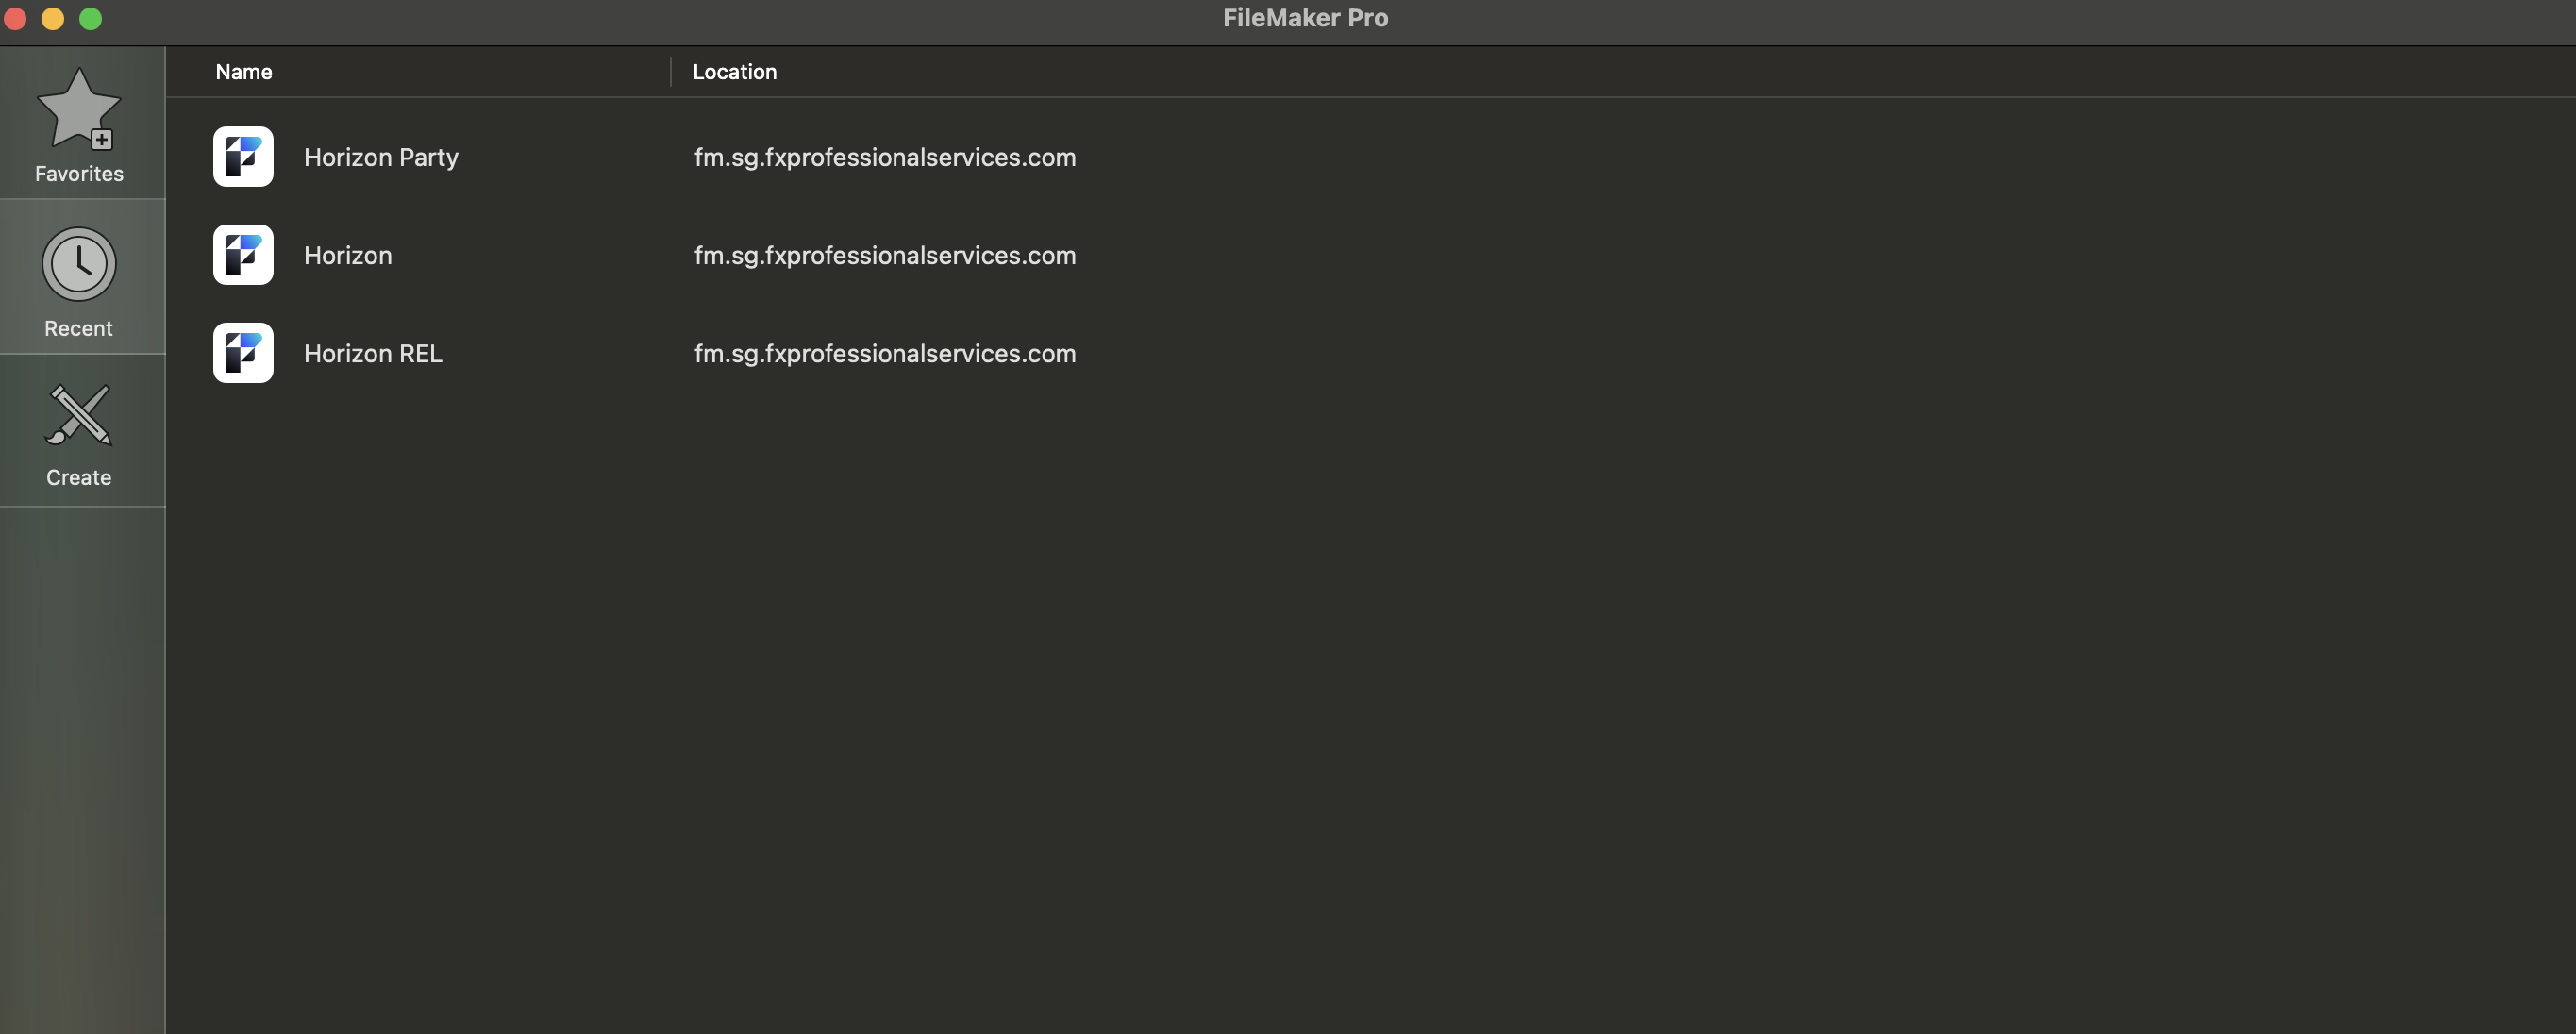 FileMaker Pro
Name Location
Favorites
Horizon Party fm.sg.fxprofessionalservices.com
Horizon fm.sg.fxprofessionalservices.com
Recent
Horizon REL fm.sg.fxprofessionalservices.com
Create